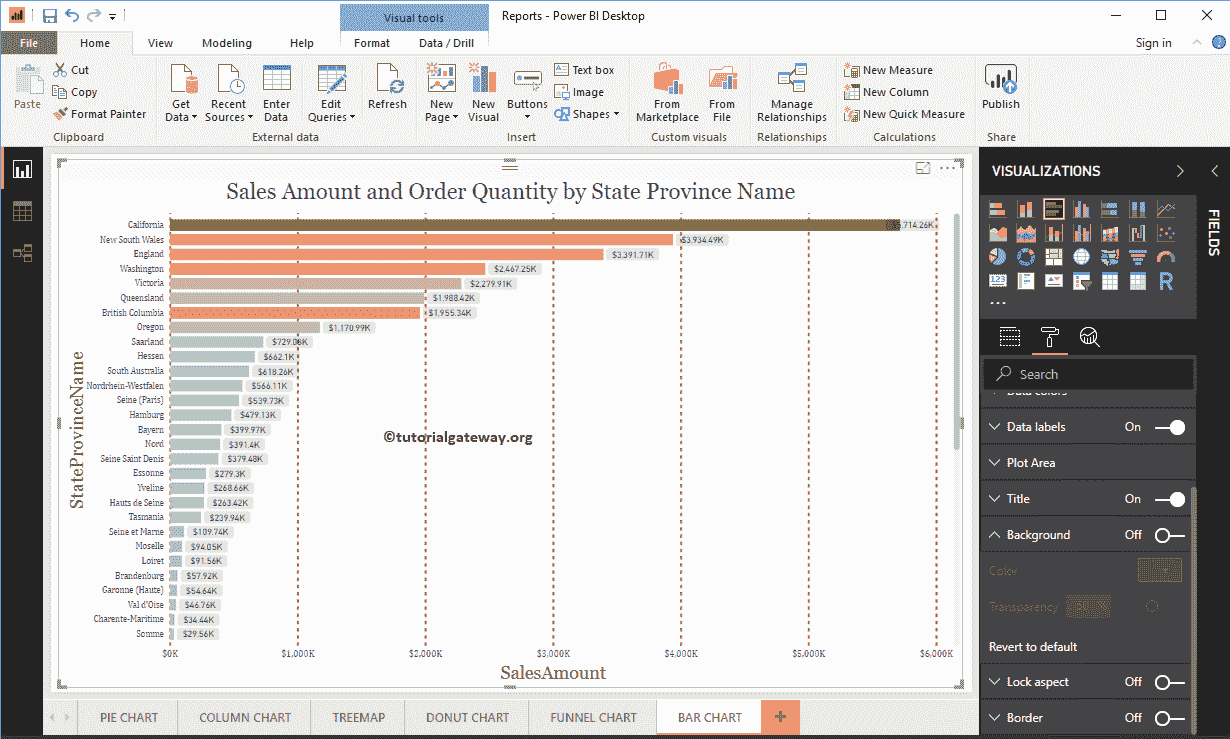 Visual tools
Reports - Power BI Desktop
File Home View Modeling Help Format Data / Drill Sign in
Paste
Cut
Copy
Format Painter
Clipboard
Get Data
Recent Sources
Enter Data
Edit Queries
External data
Refresh
New Page
New Visual
Buttons
Text box
Image
Shapes
Insert
From Marketplace
From File
Custom visuals
Manage Relationships
Relationships
New Measure
New Column
New Quick Measure
Calculations
Publish
Share
Sales Amount and Order Quantity by State Province Name
StateProvinceName
California .714.26K
New South Wales $3,934.49K
England $3,391.71K
Washington $2,467.25K
Victoria $2,279.91K
Queensland $1,988.42K
British Columbia $1,955.34K
Oregon $1,170.99K
Saarland $729.08K
Hessen $662.1K
South Australia $618.26K
Nordrhein-Westfalen $566.11K
Seine (Paris) $539.73K
Hamburg $479.13K
Bayern $399.97K
Nord $391.4K
Seine Saint Denis $379.48K
Essonne $279.3K
Yveline $268.66K
Hauts de Seine $263.42K
Tasmania $239.94K
Seine et Marne $109.74K
Moselle $94.05K
Loiret $91.56K
Brandenburg $57.92K
Garonne (Haute) $54.64K
Val d'Oise $46.76K
Charente-Maritime $34.44K
Somme $29.56K
©tutorialgateway.org
$0K $1,000K $2,000K $3,000K $4,000K $5,000K $6,000K
SalesAmount
PIE CHART COLUMN CHART TREEMAP DONUT CHART FUNNEL CHART BAR CHART +
VISUALIZATIONS
FIELDS
123
R
Search
Data colors
Data labels On
Plot Area
Title On
Background Off
Color
Transparency
Revert to default
Lock aspect Off
Border Off